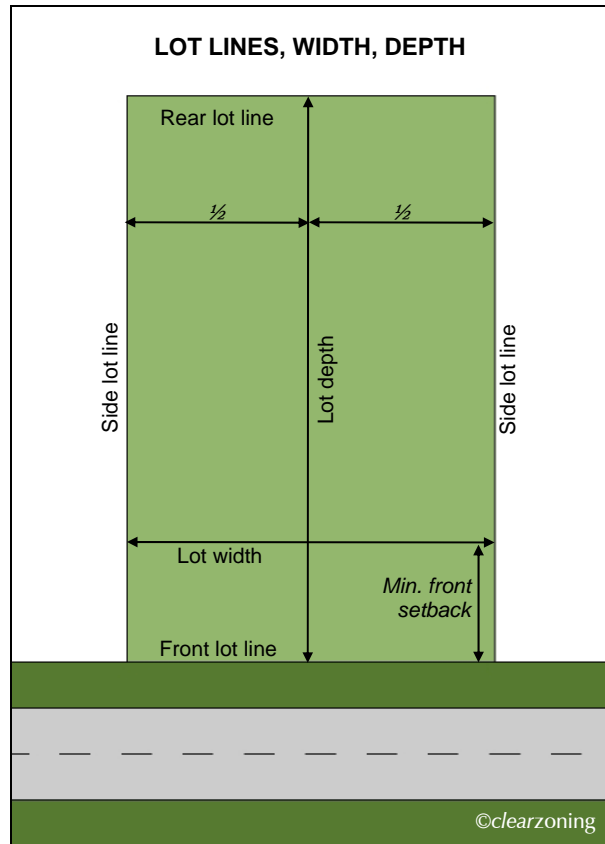 LOT LINES, WIDTH, DEPTH
Rear lot line
½
½
Side lot line
Lot depth
Side lot line
Lot width
Min. front
setback
Front lot line
©clearzoning